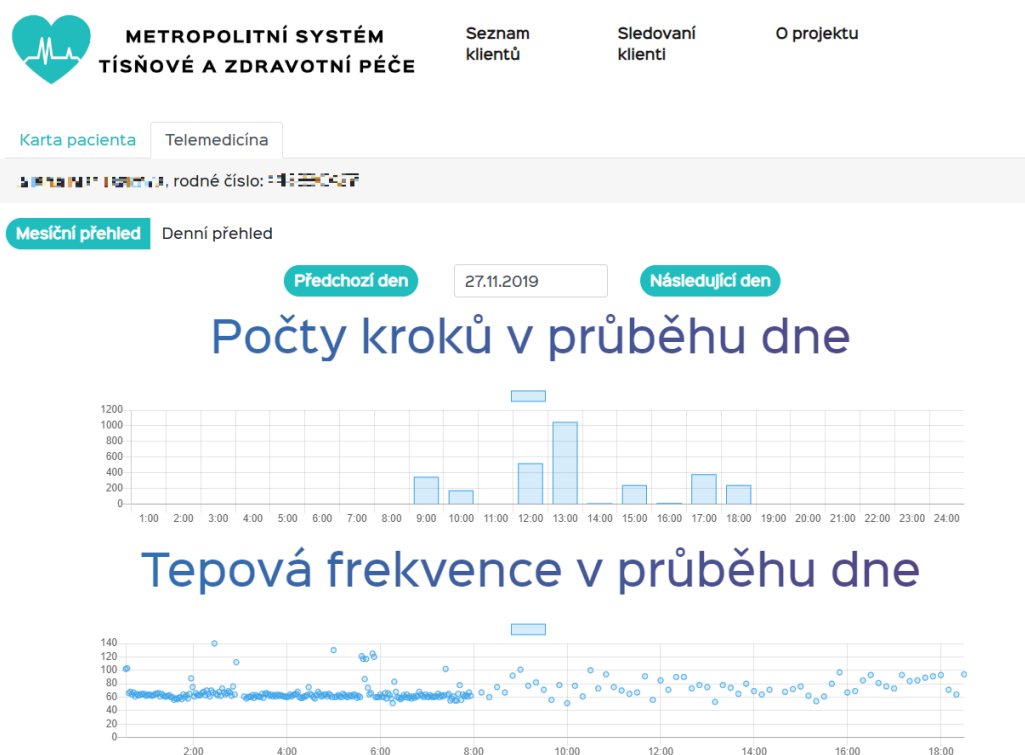 METROPOLITNÍ SYSTÉM
TÍSŇOVÉ A ZDRAVOTNÍ PÉČE
Seznam klientů
Sledovaní klienti
O projektu
Karta pacienta
Telemedicína
, rodné číslo:
Mesíční přehled
Denní přehled
Předchozí den
27.11.2019
Následující den
Počty kroků v průběhu dne
1200
1000
800
600
400
200
0
1:00 2:00 3:00 4:00 5:00 6:00 7:00 8:00 9:00 10:00 11:00 12:00 13:00 14:00 15:00 16:00 17:00 18:00 19:00 20:00 21:00 22:00 23:00 24:00
Tepová frekvence v průběhu dne
140
120
100
80
60
40
20
0
2:00 4:00 6:00 8:00 10:00 12:00 14:00 16:00 18:00